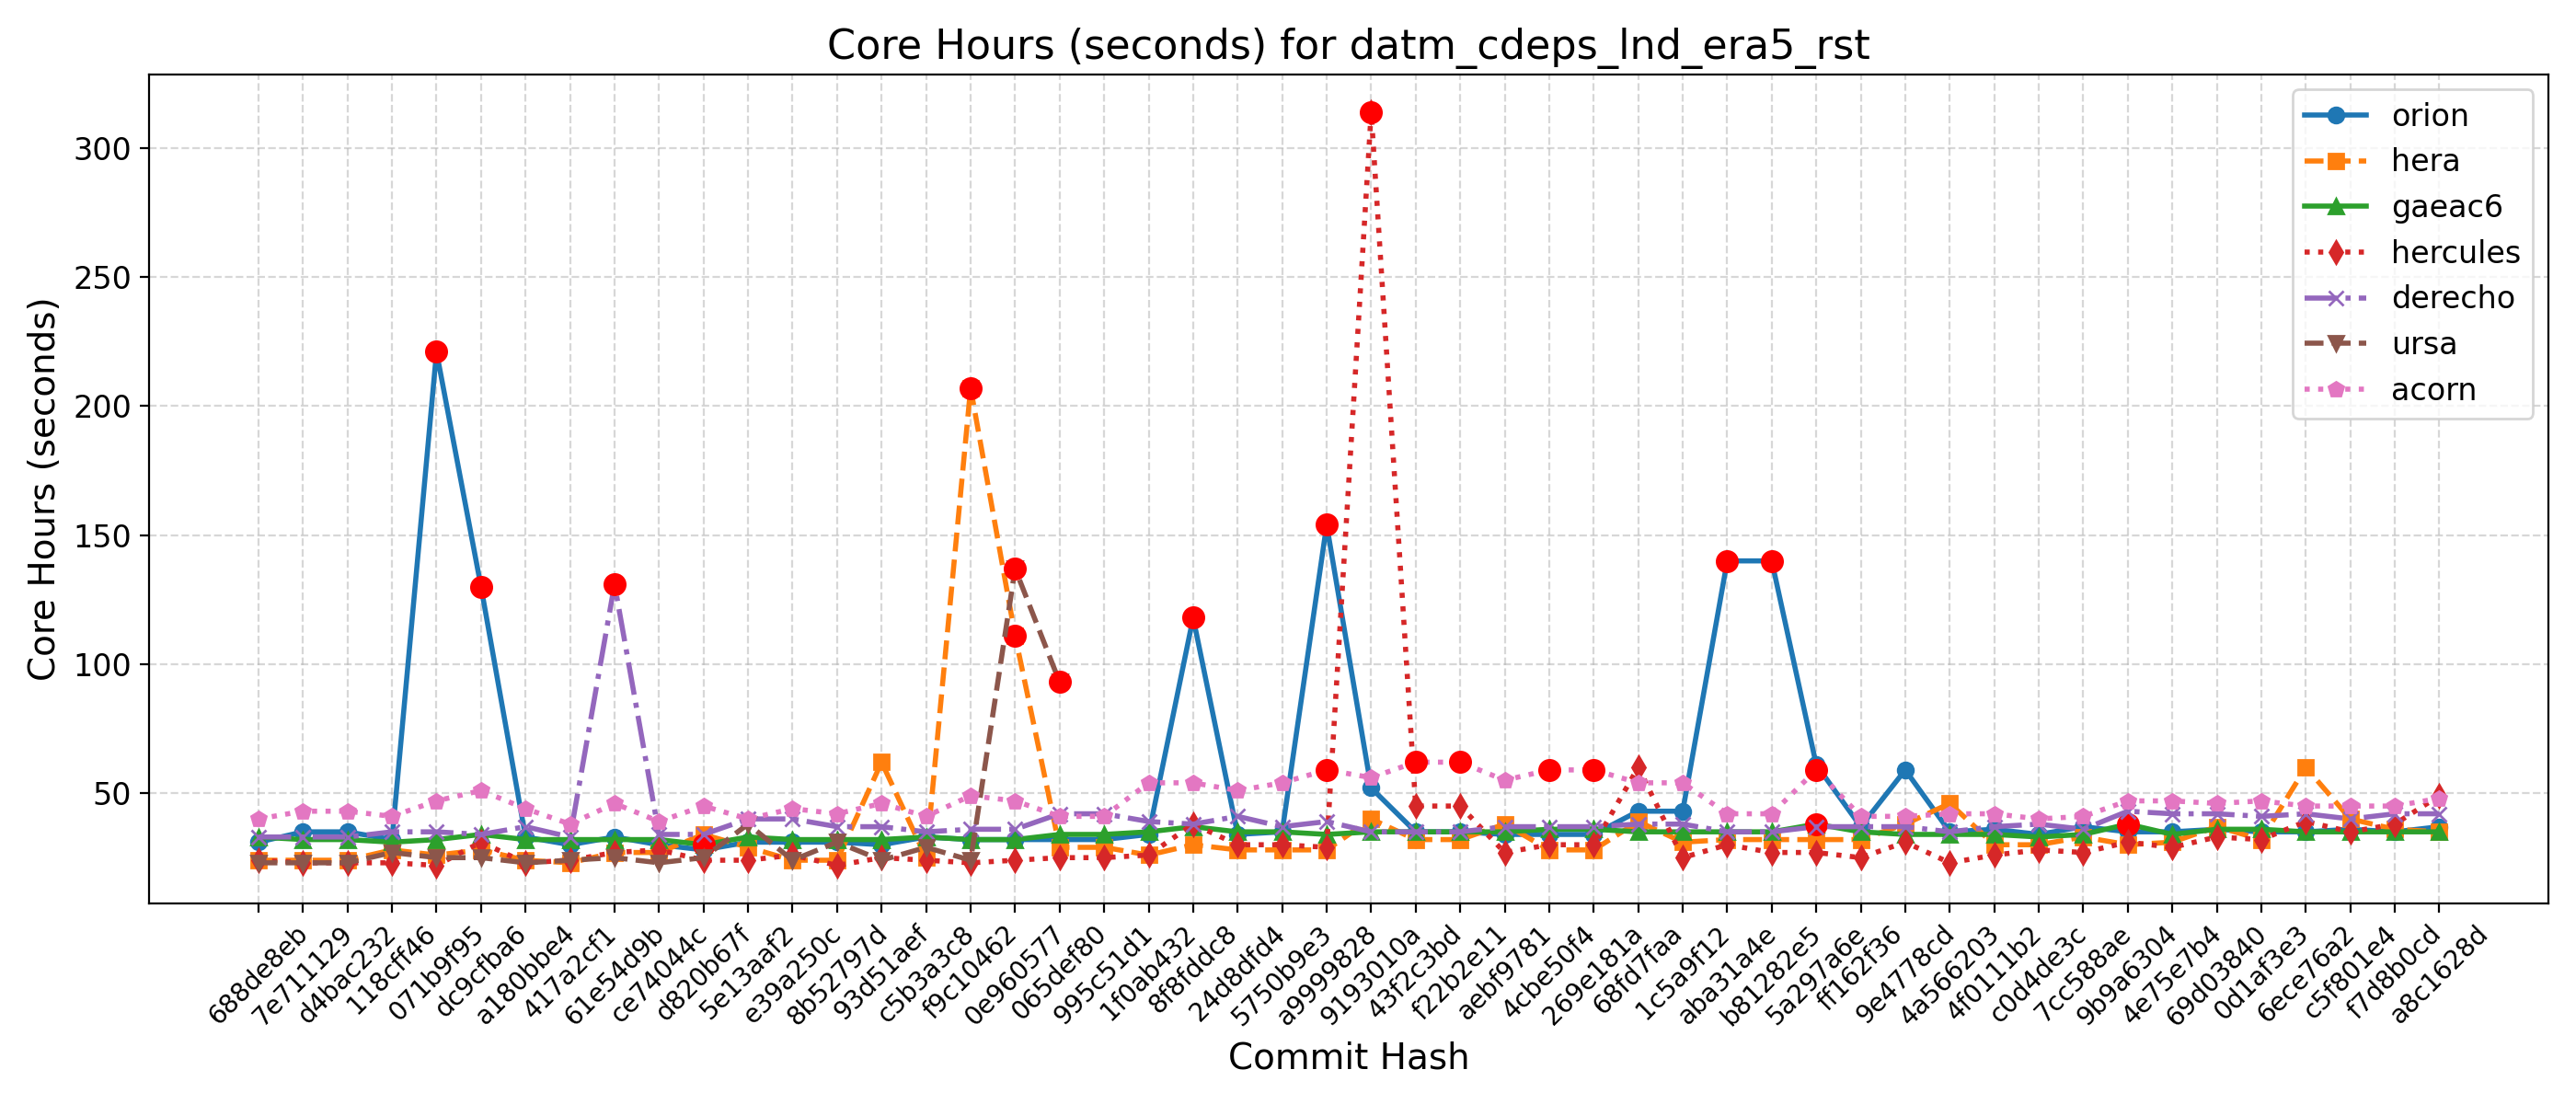 Core Hours (seconds) for datm_cdeps_lnd_era5_rst
Core Hours (seconds)
300
250
200
150
100
50
orion
hera
gaeac6
hercules
derecho
ursa
acorn
688de8eb
7e711129
d4bac232
118cff46
071b9f95
dc9cfba6
a180bbe4
417a2cf1
61e54d9b
ce74044c
d820b67f
5e13aaf2
e39a250c
8b52797d
93d51aef
c5b3a3c8
f9c10462
0e960577
065def80
995c51d1
1f0ab432
8f8fddc8
24d8dfd4
5750b9e3
a9999828
9193010a
43f2c3bd
f22b2e11
aebf9781
4cbe50f4
269e181a
68fd7faa
1c5a9f12
aba31a4e
b81282e5
5a297a6e
ff162f36
9e4778cd
4a566203
4f0111b2
c0d4de3c
7cc588ae
9b9a6304
4e75e7b4
69d03840
0d1af3e3
6ece76a2
c5f801e4
f7d8b0cd
a8c1628d
Commit Hash